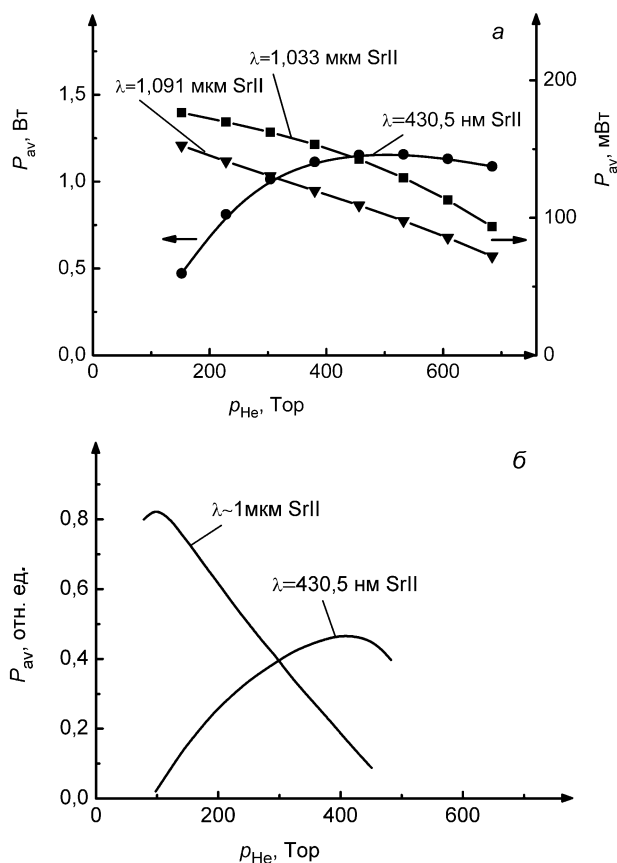 а
P_av, Вт
P_av, мВт
1,5
1,0
0,5
0,0
200
100
0
λ=1,033 мкм SrII
λ=1,091 мкм SrII
λ=430,5 нм SrII
0 200 400 600
p_He, Тор
б
P_av, отн. ед.
0,8
0,6
0,4
0,2
0,0
λ~1мкм SrII
λ=430,5 нм SrII
0 200 400 600
p_He, Тор